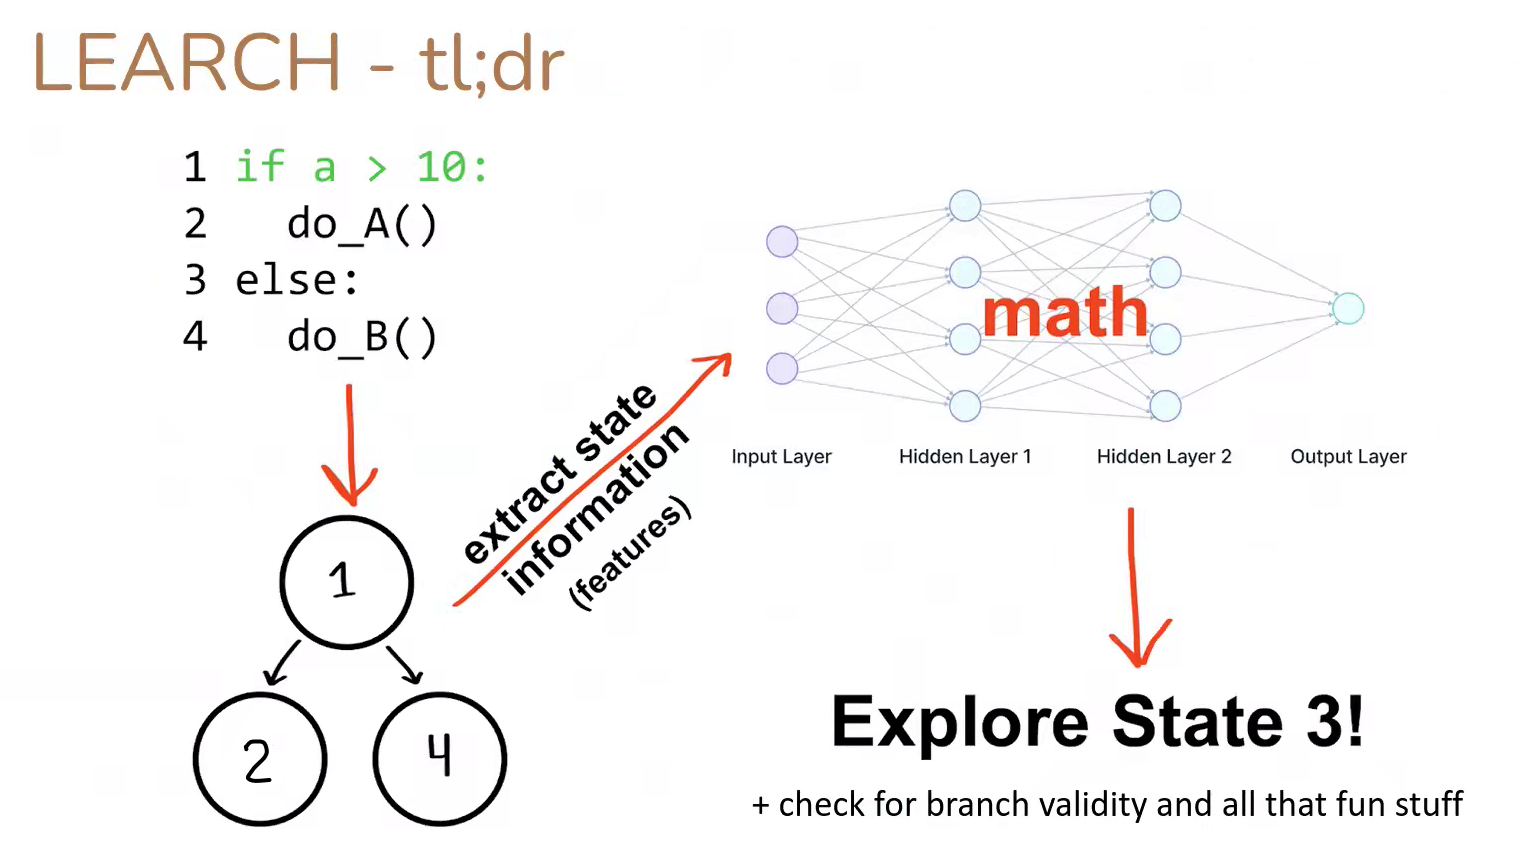 LEARCH - tl;dr
1 if a > 10:
2 do_A()
3 else:
4 do_B()
1
2
4
extract state
information
(features)
math
Input Layer
Hidden Layer 1
Hidden Layer 2
Output Layer
Explore State 3!
+ check for branch validity and all that fun stuff